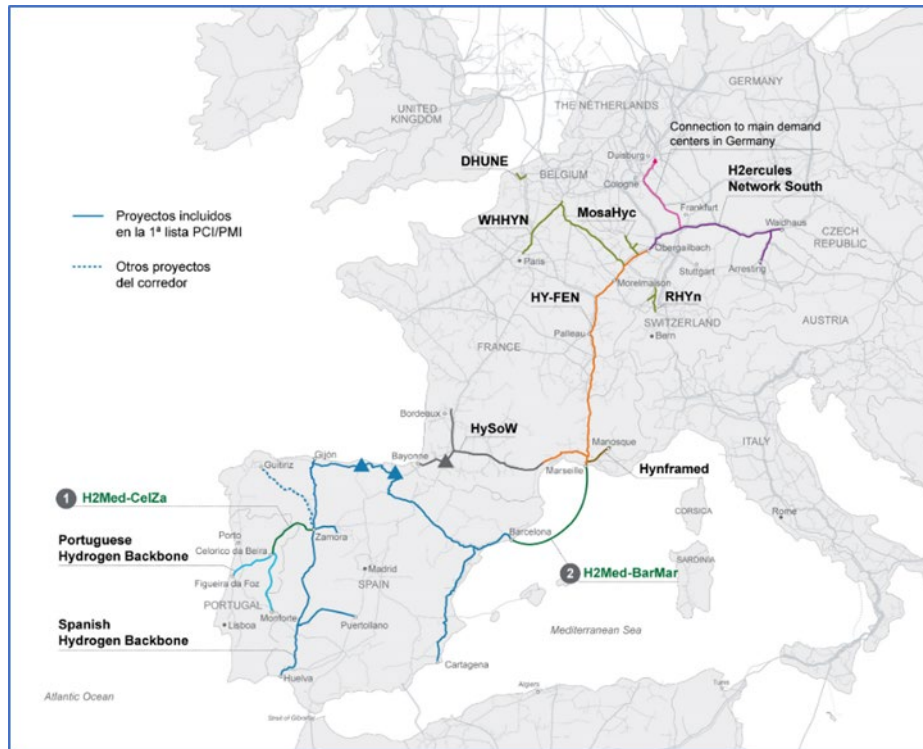 UNITED
KINGDOM
THE NETHERLANDS
GERMANY
Connection to main demand
centers in Germany
Duisburg
DHUNE
BELGIUM
Cologne
H2ercules
Network South
Proyectos incluidos
en la 1ª lista PCI/PMI
Otros proyectos
del corredor
WHHYN
MosaHyc
Frankfurt
Waidhaus
CZECH
REPUBLIC
Obergailbach
Paris
Stuttgart
Arresting
Morelmaison
HY-FEN
RHYn
SWITZERLAND
AUSTRIA
Palleau
Bern
FRANCE
Bordeaux
HySoW
Manosque
ITALY
Gijón
Bayonne
Guitiriz
Marseille
Hynframed
1 H2Med-CelZa
CORSICA
Rome
Porto
Zamora
Barcelona
Portuguese
Hydrogen Backbone
Celorico da Beira
Madrid
SARDINIA
2 H2Med-BarMar
Figueira da Foz
SPAIN
PORTUGAL
Monforte
Lisboa
Puertollano
Spanish
Hydrogen Backbone
Mediterranean Sea
Cartagena
Huelva
Atlantic Ocean
Algiers
Tunis
Strait of Gibraltar